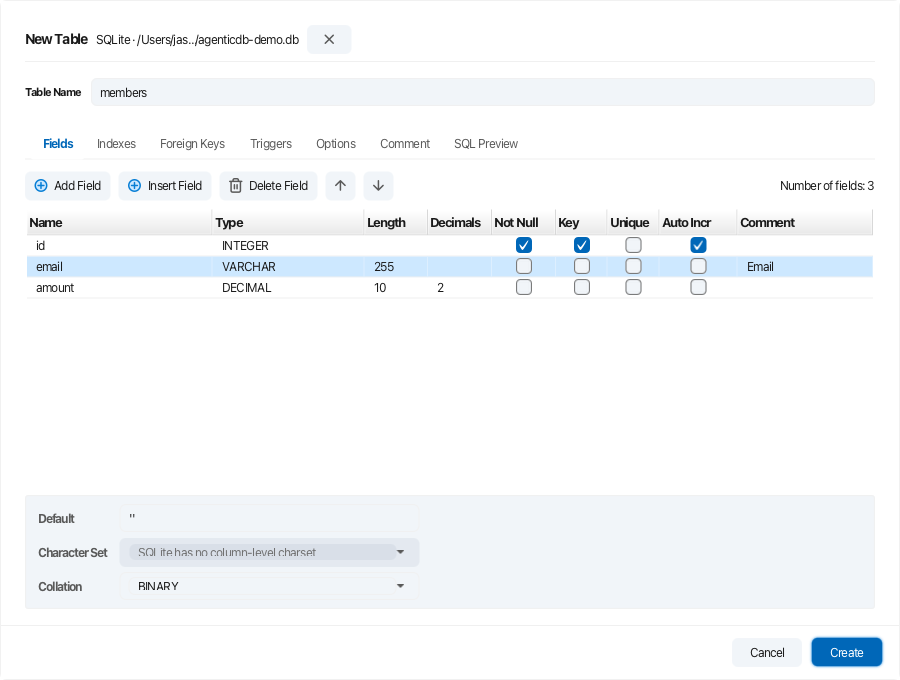 New Table SQLite · /Users/jas../agenticdb-demo.db
Table Name members
Fields Indexes Foreign Keys Triggers Options Comment SQL Preview
Add Field Insert Field Delete Field Number of fields: 3
Name Type Length Decimals Not Null Key Unique Auto Incr Comment
id INTEGER
email VARCHAR 255 Email
amount DECIMAL 10 2
Default ''
Character Set SQLite has no column-level charset
Collation BINARY
Cancel Create